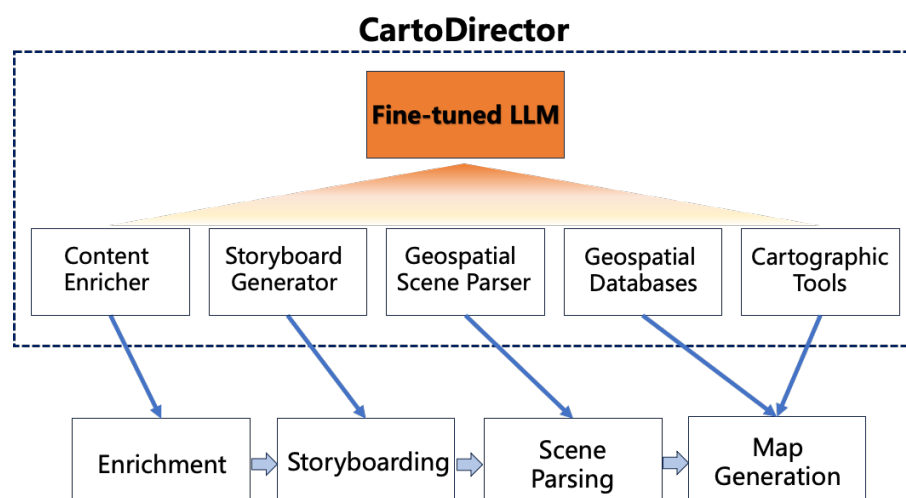 CartoDirector
Fine-tuned LLM
Content
Enricher
Storyboard
Generator
Geospatial
Scene Parser
Geospatial
Databases
Cartographic
Tools
Enrichment
Storyboarding
Scene
Parsing
Map
Generation